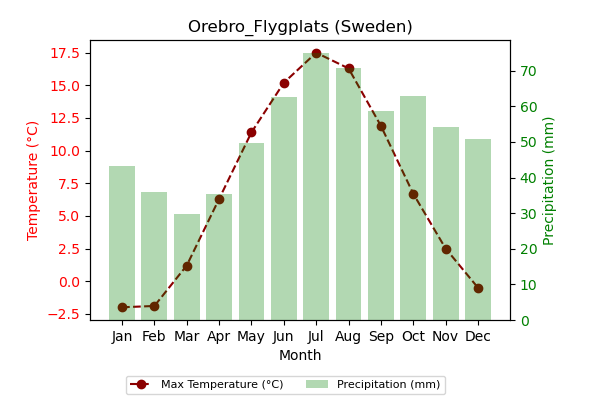 Orebro_Flygplats (Sweden)
17.5
15.0
12.5
10.0
7.5
5.0
2.5
0.0
−2.5
Temperature (°C)
70
60
50
40
30
20
10
0
Precipitation (mm)
Jan Feb Mar Apr May Jun Jul Aug Sep Oct Nov Dec
Month
Max Temperature (°C) Precipitation (mm)